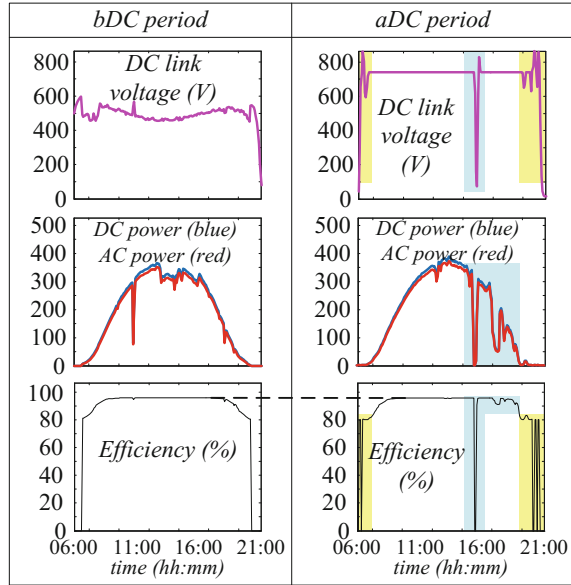 bDC period
aDC period
800
600
400
200
0
DC link
voltage (V)
800
600
400
200
0
DC link
voltage
(V)
500
400
300
200
100
0
DC power (blue)
AC power (red)
500
400
300
200
100
0
DC power (blue)
AC power (red)
100
80
60
40
20
0
Efficiency (%)
06:00 11:00 16:00 21:00
time (hh:mm)
100
80
60
40
20
0
Efficiency
(%)
06:00 11:00 16:00 21:00
time (hh:mm)